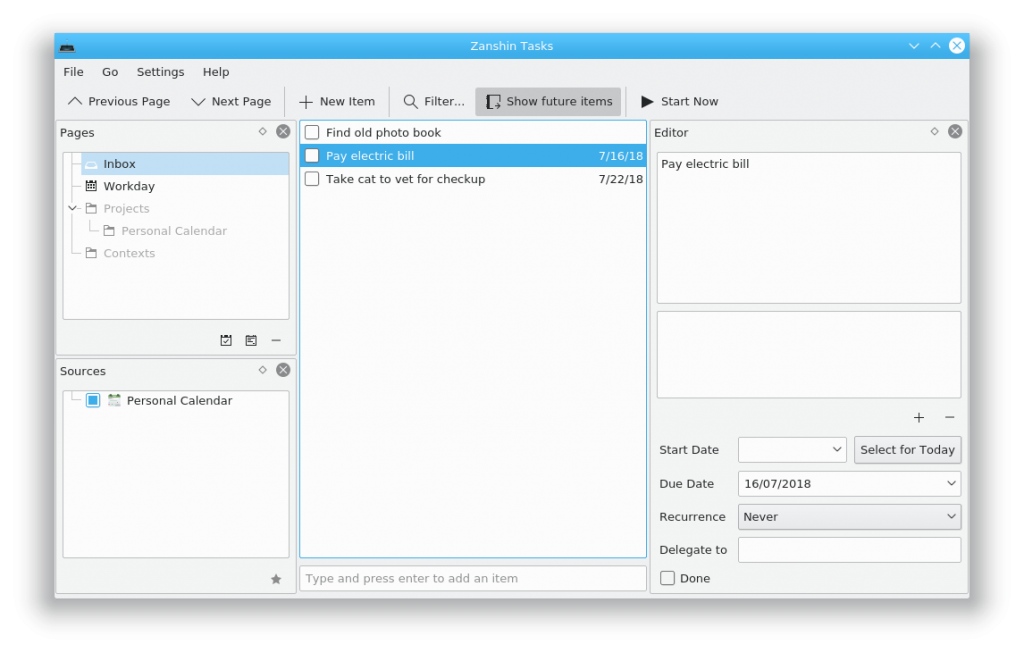 Zanshin Tasks
File Go Settings Help
Previous Page Next Page New Item Filter... Show future items Start Now
Pages
Inbox
Workday
Projects
Personal Calendar
Contexts
Sources
Personal Calendar
Find old photo book
Pay electric bill 7/16/18
Take cat to vet for checkup 7/22/18
Type and press enter to add an item
Editor
Pay electric bill
Start Date Select for Today
Due Date 16/07/2018
Recurrence Never
Delegate to
Done